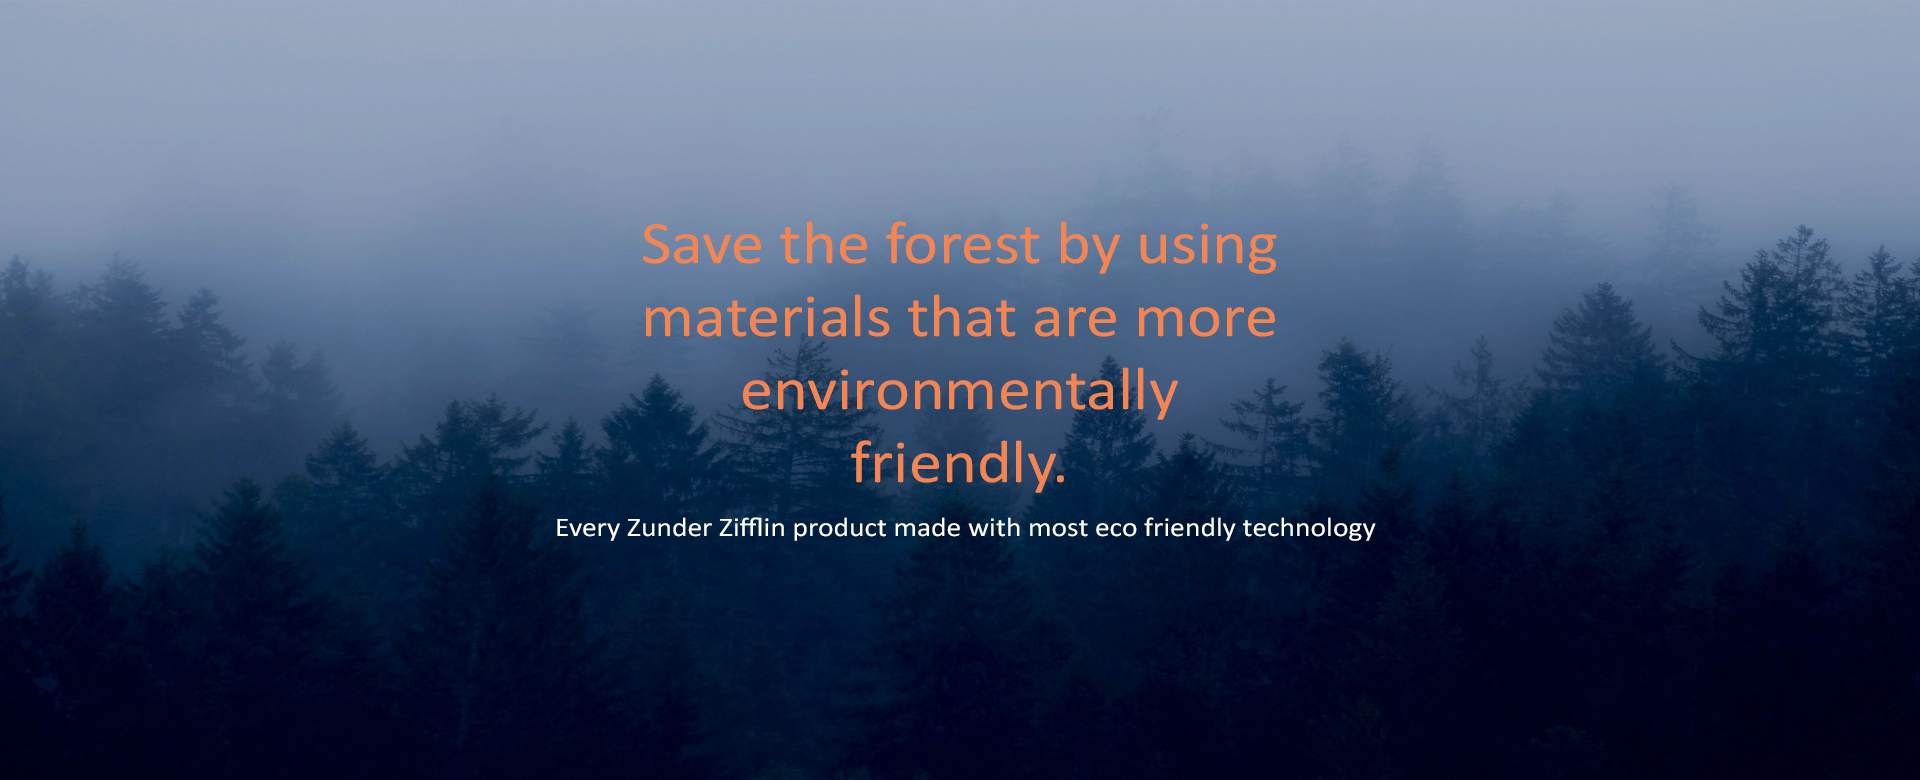 Save the forest by using
materials that are more
environmentally
friendly.
Every Zunder Zifflin product made with most eco friendly technology